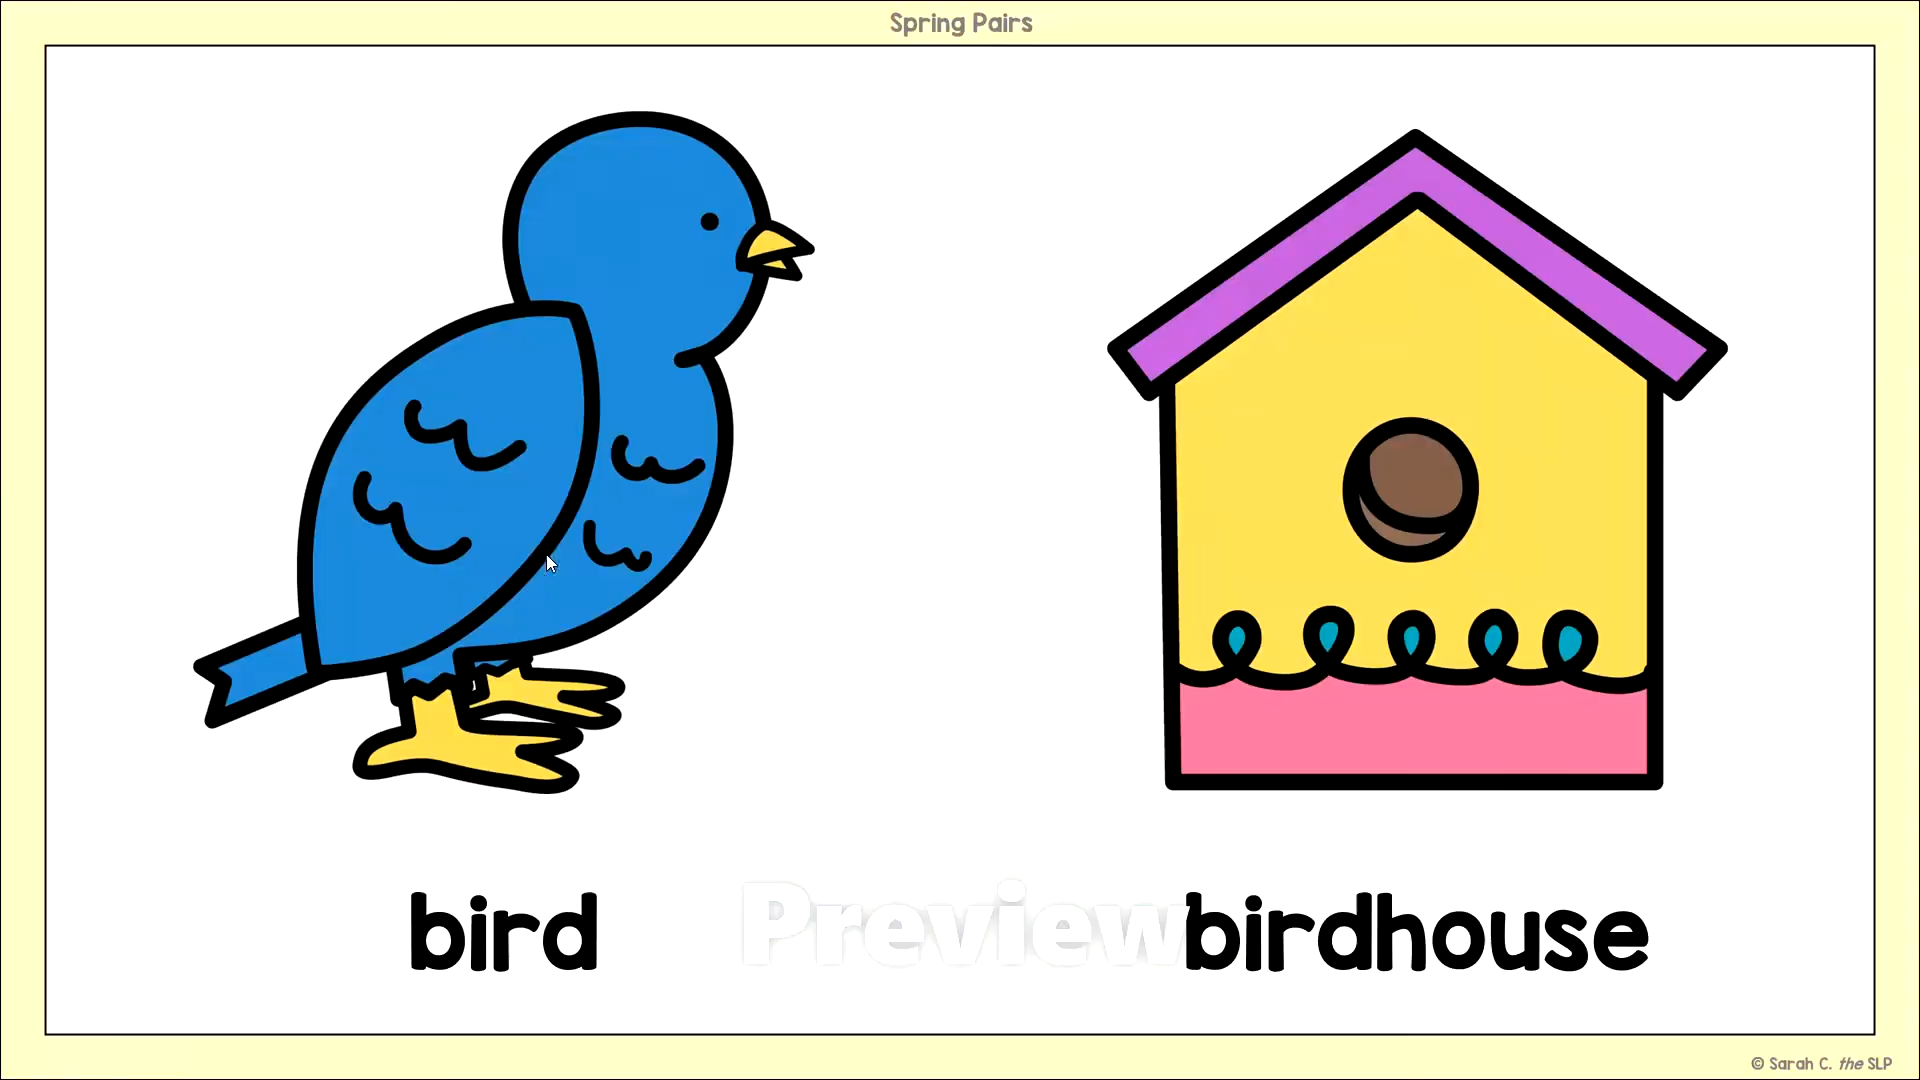 Spring Pairs
bird
Preview
birdhouse
© Sarah C. the SLP